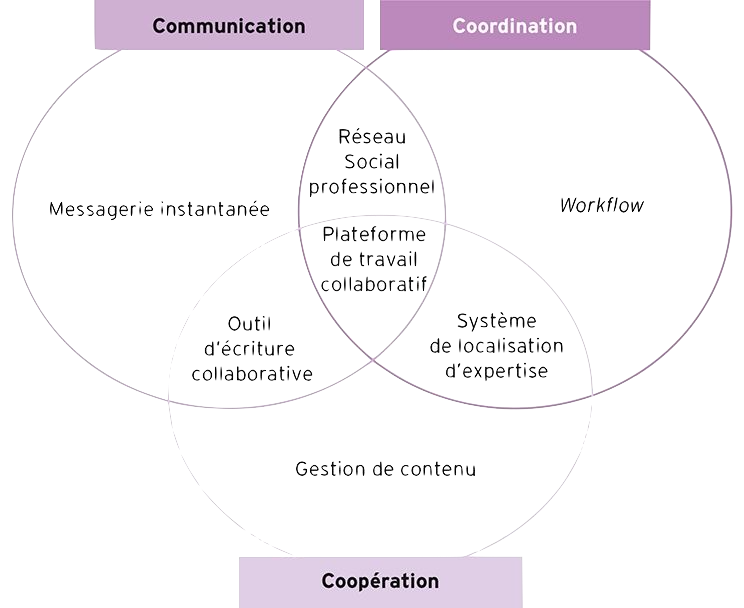 Communication
Coordination
Réseau
Social
professionnel
Messagerie instantanée
Workflow
Plateforme
de travail
collaboratif
Outil
d'écriture
collaborative
Système
de localisation
d'expertise
Gestion de contenu
Coopération